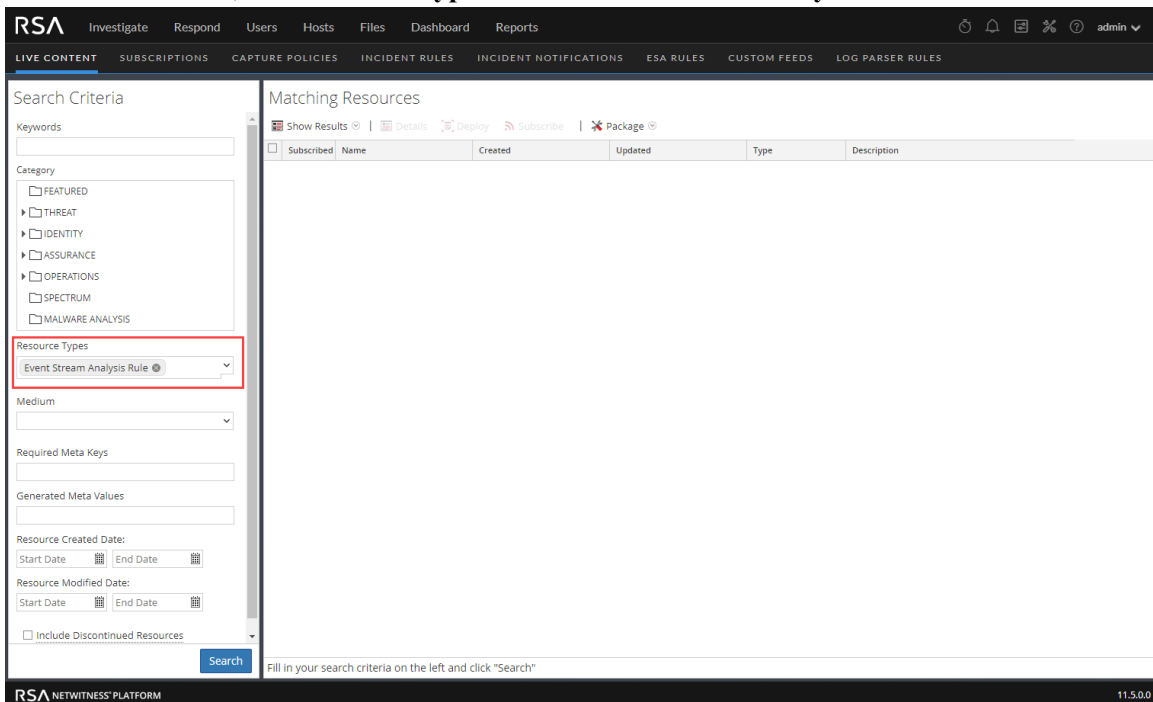 RSA Investigate Respond Users Hosts Files Dashboard Reports admin
LIVE CONTENT SUBSCRIPTIONS CAPTURE POLICIES INCIDENT RULES INCIDENT NOTIFICATIONS ESA RULES CUSTOM FEEDS LOG PARSER RULES
Search Criteria
Keywords
Category
FEATURED
THREAT
IDENTITY
ASSURANCE
OPERATIONS
SPECTRUM
MALWARE ANALYSIS
Resource Types
Event Stream Analysis Rule
Medium
Required Meta Keys
Generated Meta Values
Resource Created Date:
Start Date End Date
Resource Modified Date:
Start Date End Date
Include Discontinued Resources
Search
Matching Resources
Show Results | Details Deploy Subscribe | Package
Subscribed Name Created Updated Type Description
Fill in your search criteria on the left and click "Search"
RSA NETWITNESS® PLATFORM 11.5.0.0